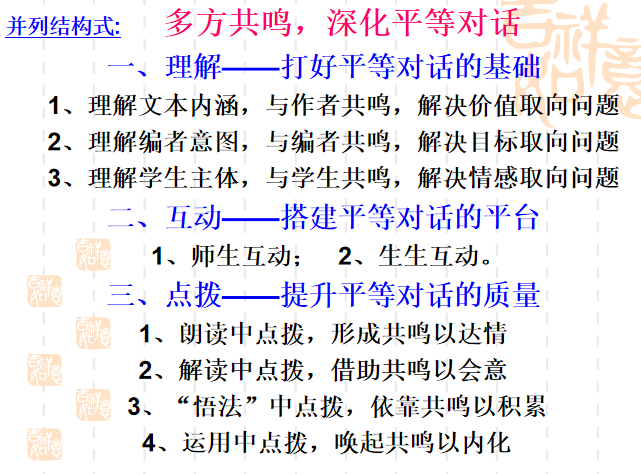 并列结构式: 多方共鸣，深化平等对话
一、理解——打好平等对话的基础
1、理解文本内涵，与作者共鸣，解决价值取向问题
2、理解编者意图，与编者共鸣，解决目标取向问题
3、理解学生主体，与学生共鸣，解决情感取向问题
二、互动——搭建平等对话的平台
1、师生互动； 2、生生互动。
三、点拨——提升平等对话的质量
1、朗读中点拨，形成共鸣以达情
2、解读中点拨，借助共鸣以会意
3、“悟法”中点拨，依靠共鸣以积累
4、运用中点拨，唤起共鸣以内化